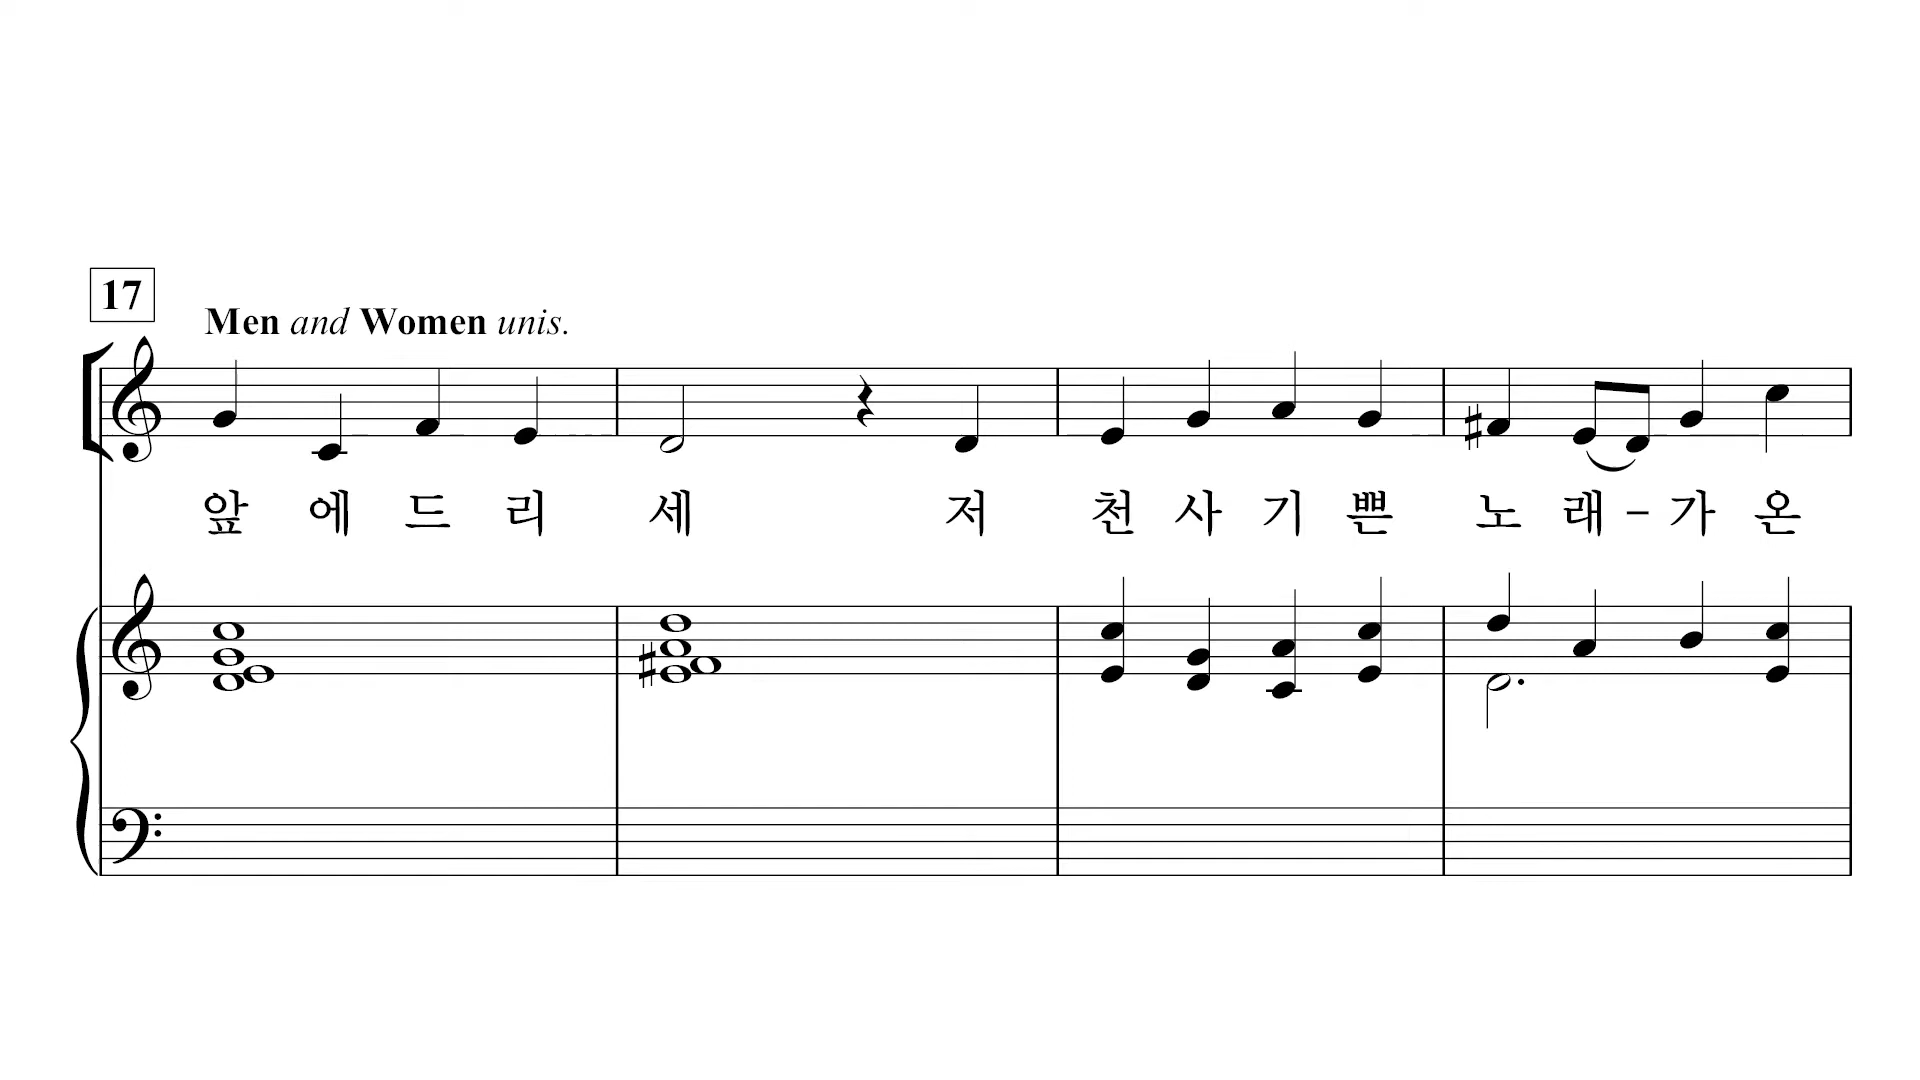 17
Men and Women unis.
앞 에 드 리 세 저 천 사 기 쁜 노 래 - 가 온